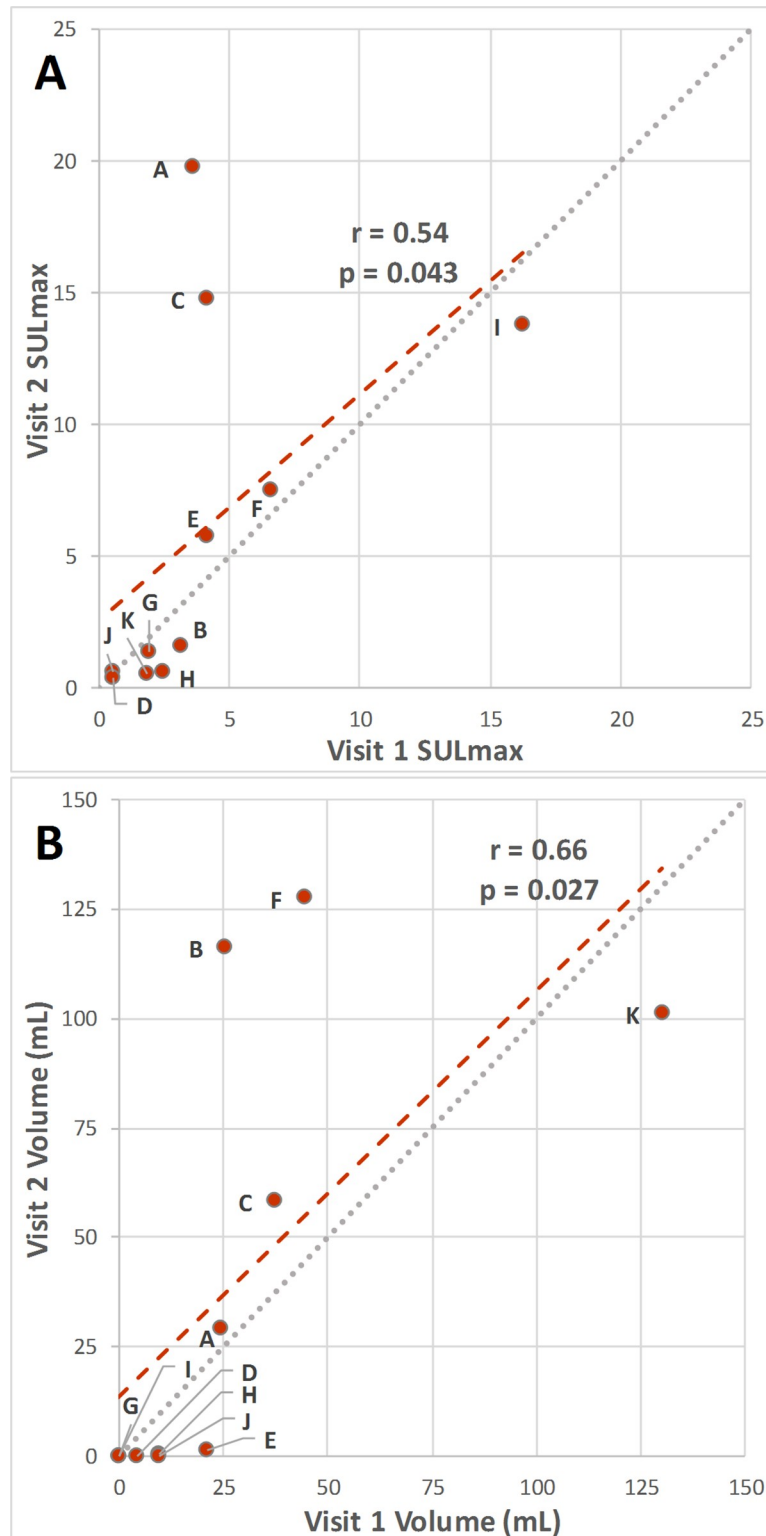 A
25
20
15
10
5
0
Visit 2 SULmax
A
C
r = 0.54
p = 0.043
I
E
F
G
K
J
B
H
D
0 5 10 15 20 25
Visit 1 SULmax
B
150
125
100
75
50
25
0
Visit 2 Volume (mL)
r = 0.66
p = 0.027
F
B
K
C
A
I
D
G
H
J
E
0 25 50 75 100 125 150
Visit 1 Volume (mL)